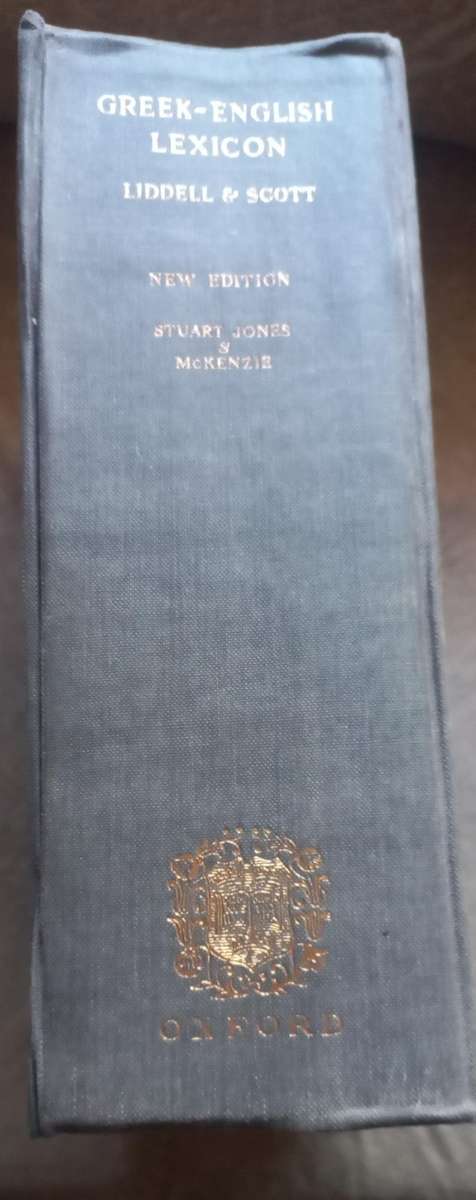 GREEK-ENGLISH
LEXICON
LIDDELL & SCOTT
NEW EDITION
STUART JONES
&
McKENZIE
OXFORD